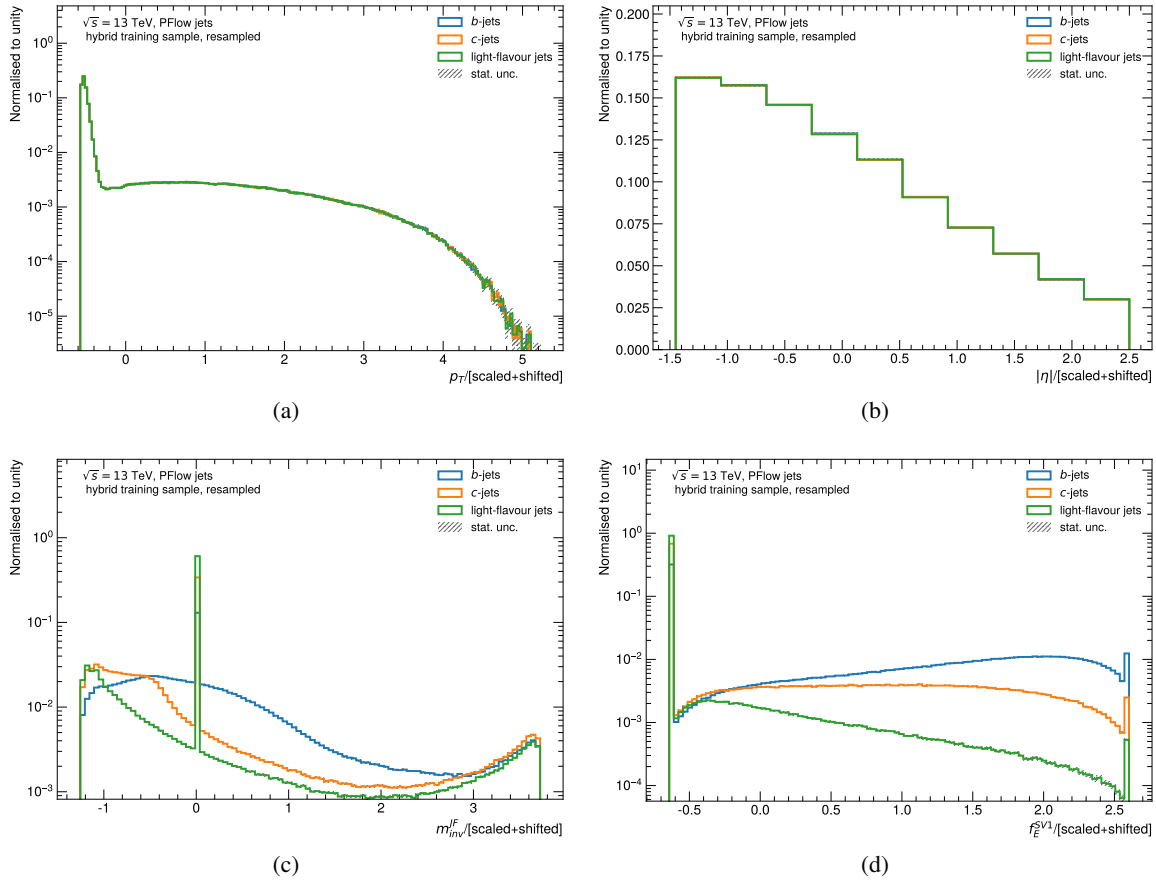 √s = 13 TeV, PFlow jets
hybrid training sample, resampled
b-jets
c-jets
light-flavour jets
stat. unc.
Normalised to unity
10⁰
10⁻¹
10⁻²
10⁻³
10⁻⁴
10⁻⁵
0 1 2 3 4 5
p_T/[scaled+shifted]
(a)
√s = 13 TeV, PFlow jets
hybrid training sample, resampled
b-jets
c-jets
light-flavour jets
stat. unc.
Normalised to unity
0.200
0.175
0.150
0.125
0.100
0.075
0.050
0.025
0.000
-1.5 -1.0 -0.5 0.0 0.5 1.0 1.5 2.0 2.5
|η|/[scaled+shifted]
(b)
√s = 13 TeV, PFlow jets
hybrid training sample, resampled
b-jets
c-jets
light-flavour jets
stat. unc.
Normalised to unity
10⁰
10⁻¹
10⁻²
10⁻³
-1 0 1 2 3
m_inv^JF/[scaled+shifted]
(c)
√s = 13 TeV, PFlow jets
hybrid training sample, resampled
b-jets
c-jets
light-flavour jets
stat. unc.
Normalised to unity
10¹
10⁰
10⁻¹
10⁻²
10⁻³
10⁻⁴
-0.5 0.0 0.5 1.0 1.5 2.0 2.5
f_E^SV1/[scaled+shifted]
(d)